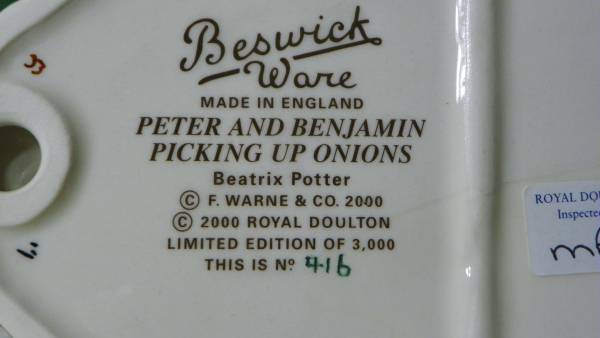 Beswick
Ware
MADE IN ENGLAND
PETER AND BENJAMIN
PICKING UP ONIONS
Beatrix Potter
© F. WARNE & CO. 2000
© 2000 ROYAL DOULTON
LIMITED EDITION OF 3,000
THIS IS Nº 416
ROYAL DOU
Inspected